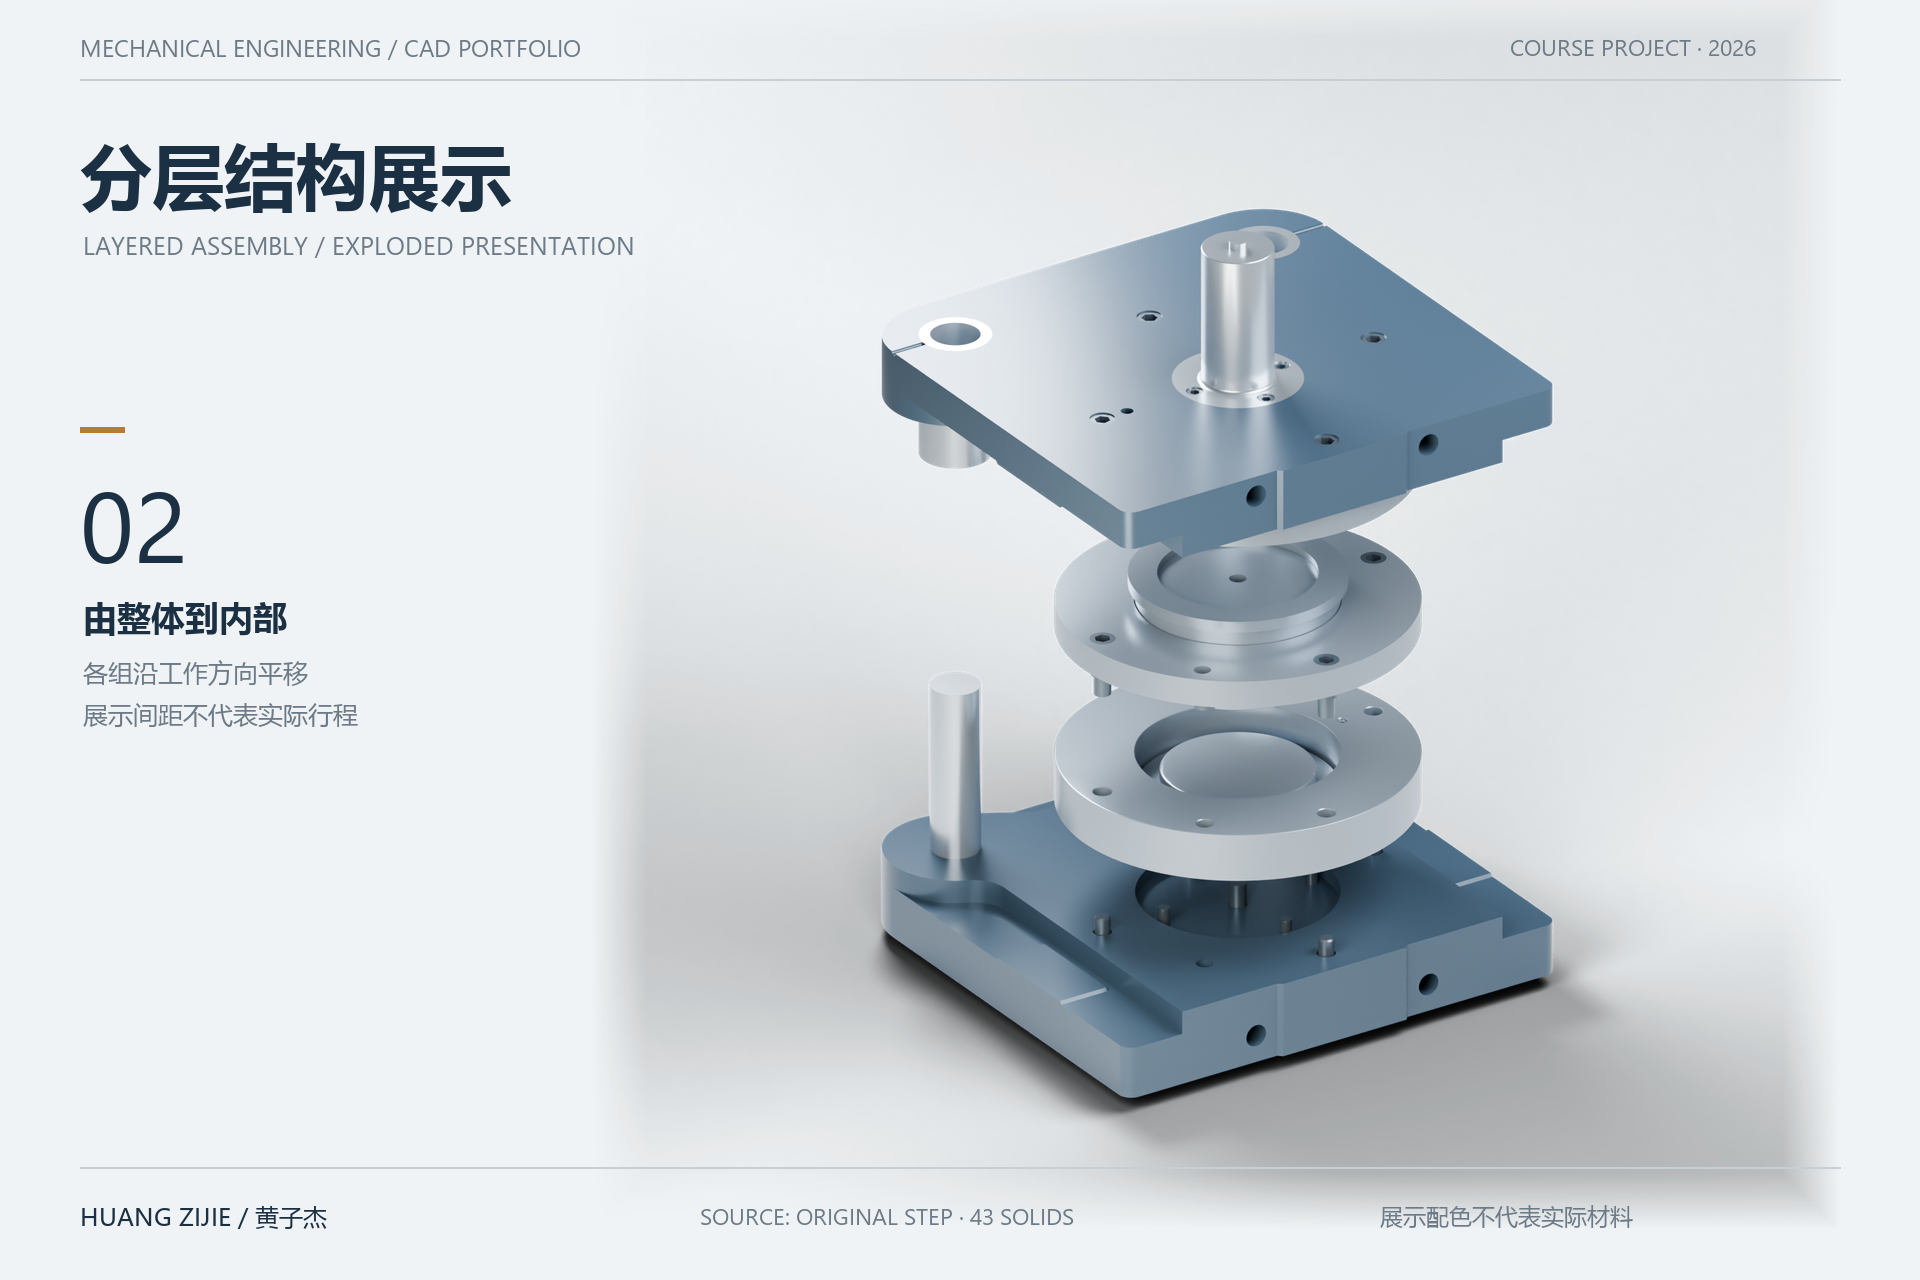 MECHANICAL ENGINEERING / CAD PORTFOLIO
COURSE PROJECT · 2026
分层结构展示
LAYERED ASSEMBLY / EXPLODED PRESENTATION
02
由整体到内部
各组沿工作方向平移
展示间距不代表实际行程
HUANG ZIJIE / 黄子杰
SOURCE: ORIGINAL STEP · 43 SOLIDS
展示配色不代表实际材料